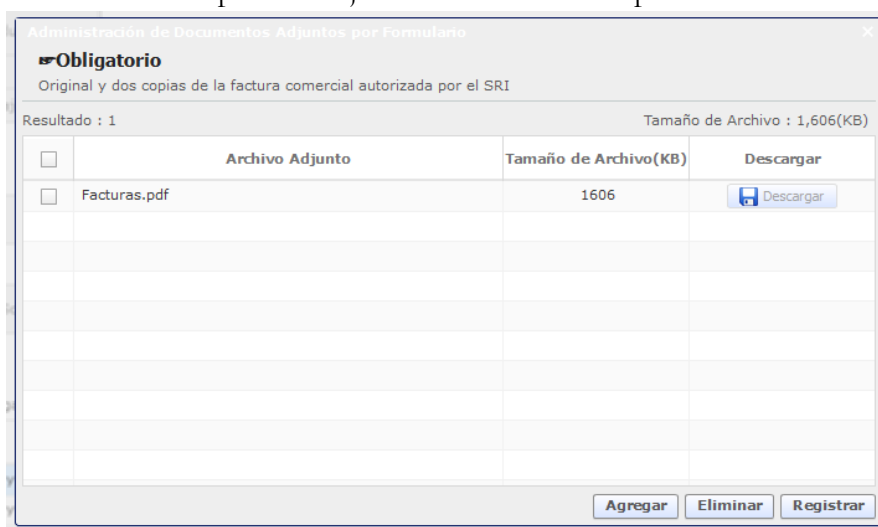 Administración de Documentos Adjuntos por Formulario
☛Obligatorio
Original y dos copias de la factura comercial autorizada por el SRI
Resultado : 1 Tamaño de Archivo : 1,606(KB)
Archivo Adjunto Tamaño de Archivo(KB) Descargar
Facturas.pdf 1606 Descargar
Agregar Eliminar Registrar